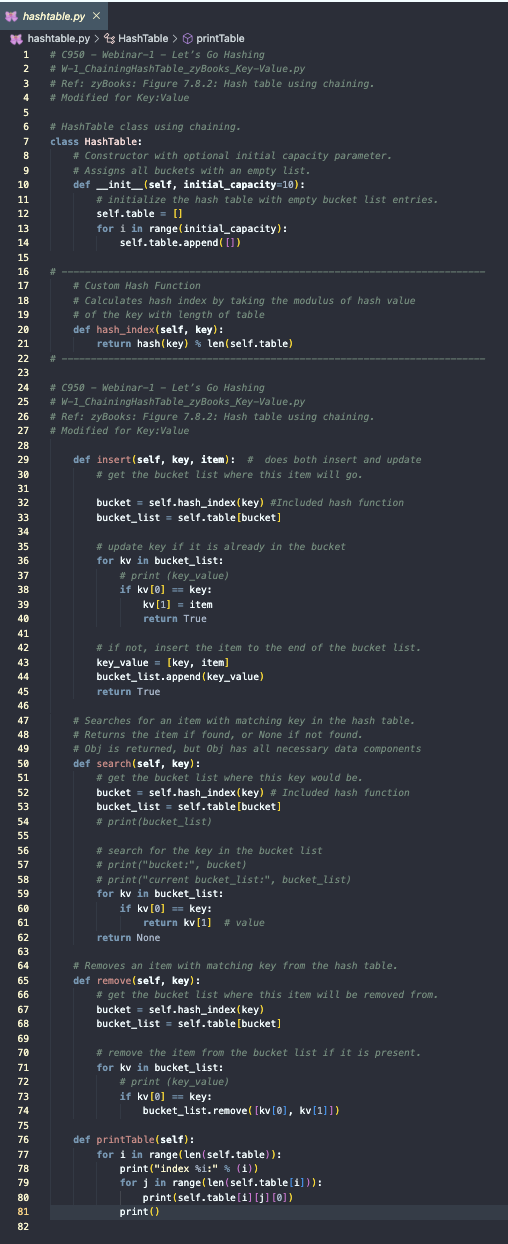 hashtable.py ×
hashtable.py > HashTable > printTable
1 # C950 - Webinar-1 - Let's Go Hashing
2 # W-1_ChainingHashTable_zyBooks_Key-Value.py
3 # Ref: zyBooks: Figure 7.8.2: Hash table using chaining.
4 # Modified for Key:Value
5
6 # HashTable class using chaining.
7 class HashTable:
8     # Constructor with optional initial capacity parameter.
9     # Assigns all buckets with an empty list.
10     def __init__(self, initial_capacity=10):
11         # initialize the hash table with empty bucket list entries.
12         self.table = []
13         for i in range(initial_capacity):
14             self.table.append([])
15
16 # -------------------------------------------------------------------------
17     # Custom Hash Function
18     # Calculates hash index by taking the modulus of hash value
19     # of the key with length of table
20     def hash_index(self, key):
21         return hash(key) % len(self.table)
22 # -------------------------------------------------------------------------
23
24 # C950 - Webinar-1 - Let's Go Hashing
25 # W-1_ChainingHashTable_zyBooks_Key-Value.py
26 # Ref: zyBooks: Figure 7.8.2: Hash table using chaining.
27 # Modified for Key:Value
28
29     def insert(self, key, item):  #  does both insert and update
30         # get the bucket list where this item will go.
31
32         bucket = self.hash_index(key) #Included hash function
33         bucket_list = self.table[bucket]
34
35         # update key if it is already in the bucket
36         for kv in bucket_list:
37             # print (key_value)
38             if kv[0] == key:
39                 kv[1] = item
40                 return True
41
42         # if not, insert the item to the end of the bucket list.
43         key_value = [key, item]
44         bucket_list.append(key_value)
45         return True
46
47     # Searches for an item with matching key in the hash table.
48     # Returns the item if found, or None if not found.
49     # Obj is returned, but Obj has all necessary data components
50     def search(self, key):
51         # get the bucket list where this key would be.
52         bucket = self.hash_index(key) # Included hash function
53         bucket_list = self.table[bucket]
54         # print(bucket_list)
55
56         # search for the key in the bucket list
57         # print("bucket:", bucket)
58         # print("current bucket_list:", bucket_list)
59         for kv in bucket_list:
60             if kv[0] == key:
61                 return kv[1]  # value
62         return None
63
64     # Removes an item with matching key from the hash table.
65     def remove(self, key):
66         # get the bucket list where this item will be removed from.
67         bucket = self.hash_index(key)
68         bucket_list = self.table[bucket]
69
70         # remove the item from the bucket list if it is present.
71         for kv in bucket_list:
72             # print (key_value)
73             if kv[0] == key:
74                 bucket_list.remove([kv[0], kv[1]])
75
76     def printTable(self):
77         for i in range(len(self.table)):
78             print("index %i:" % (i))
79             for j in range(len(self.table[i])):
80                 print(self.table[i][j][0])
81             print()
82